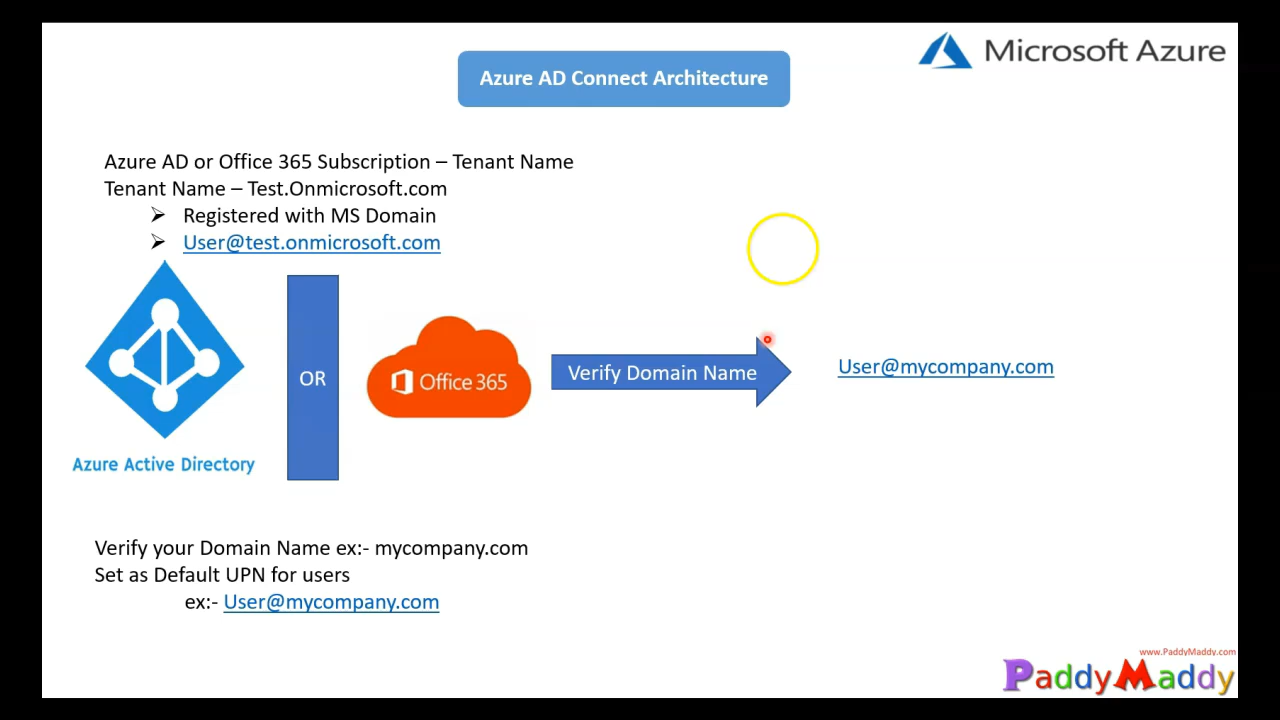 Microsoft Azure
Azure AD Connect Architecture
Azure AD or Office 365 Subscription – Tenant Name
Tenant Name – Test.Onmicrosoft.com
➢ Registered with MS Domain
➢ User@test.onmicrosoft.com
OR
Office 365
Verify Domain Name
User@mycompany.com
Azure Active Directory
Verify your Domain Name ex:- mycompany.com
Set as Default UPN for users
ex:- User@mycompany.com
www.PaddyMaddy.com
PaddyMaddy